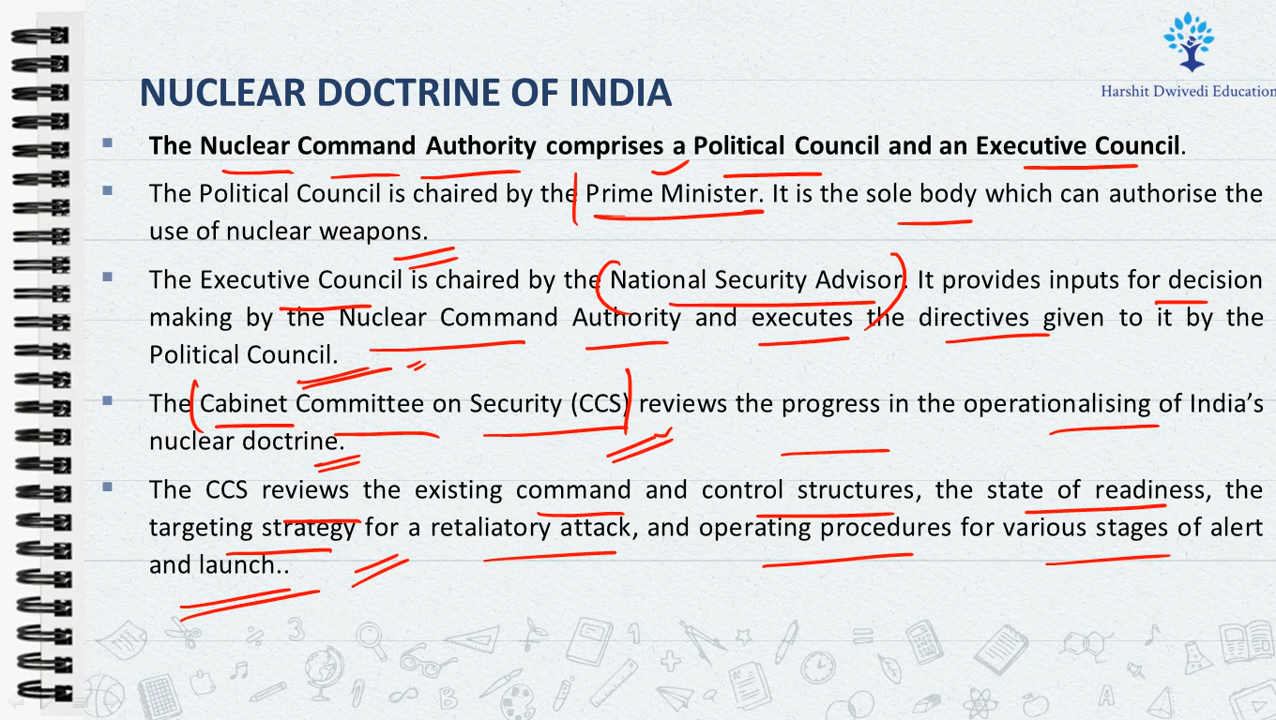 Harshit Dwivedi Education
NUCLEAR DOCTRINE OF INDIA
▪ The Nuclear Command Authority comprises a Political Council and an Executive Council.
▪ The Political Council is chaired by the Prime Minister. It is the sole body which can authorise the
use of nuclear weapons.
▪ The Executive Council is chaired by the National Security Advisor. It provides inputs for decision
making by the Nuclear Command Authority and executes the directives given to it by the
Political Council.
▪ The Cabinet Committee on Security (CCS) reviews the progress in the operationalising of India's
nuclear doctrine.
▪ The CCS reviews the existing command and control structures, the state of readiness, the
targeting strategy for a retaliatory attack, and operating procedures for various stages of alert
and launch..